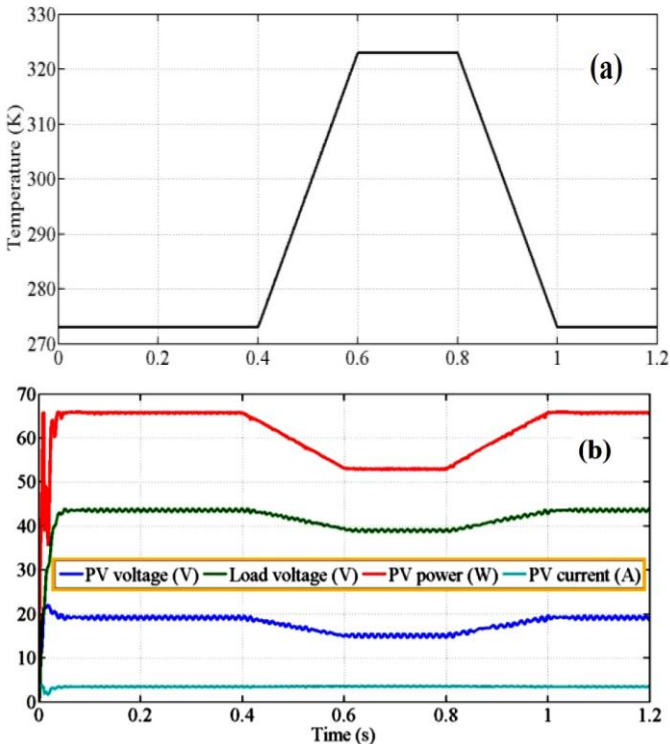 330
320
310
300
290
280
270
Temperature (K)
(a)
0 0.2 0.4 0.6 0.8 1 1.2
70
60
50
40
30
20
10
0
(b)
PV voltage (V) Load voltage (V) PV power (W) PV current (A)
0 0.2 0.4 0.6 0.8 1 1.2
Time (s)